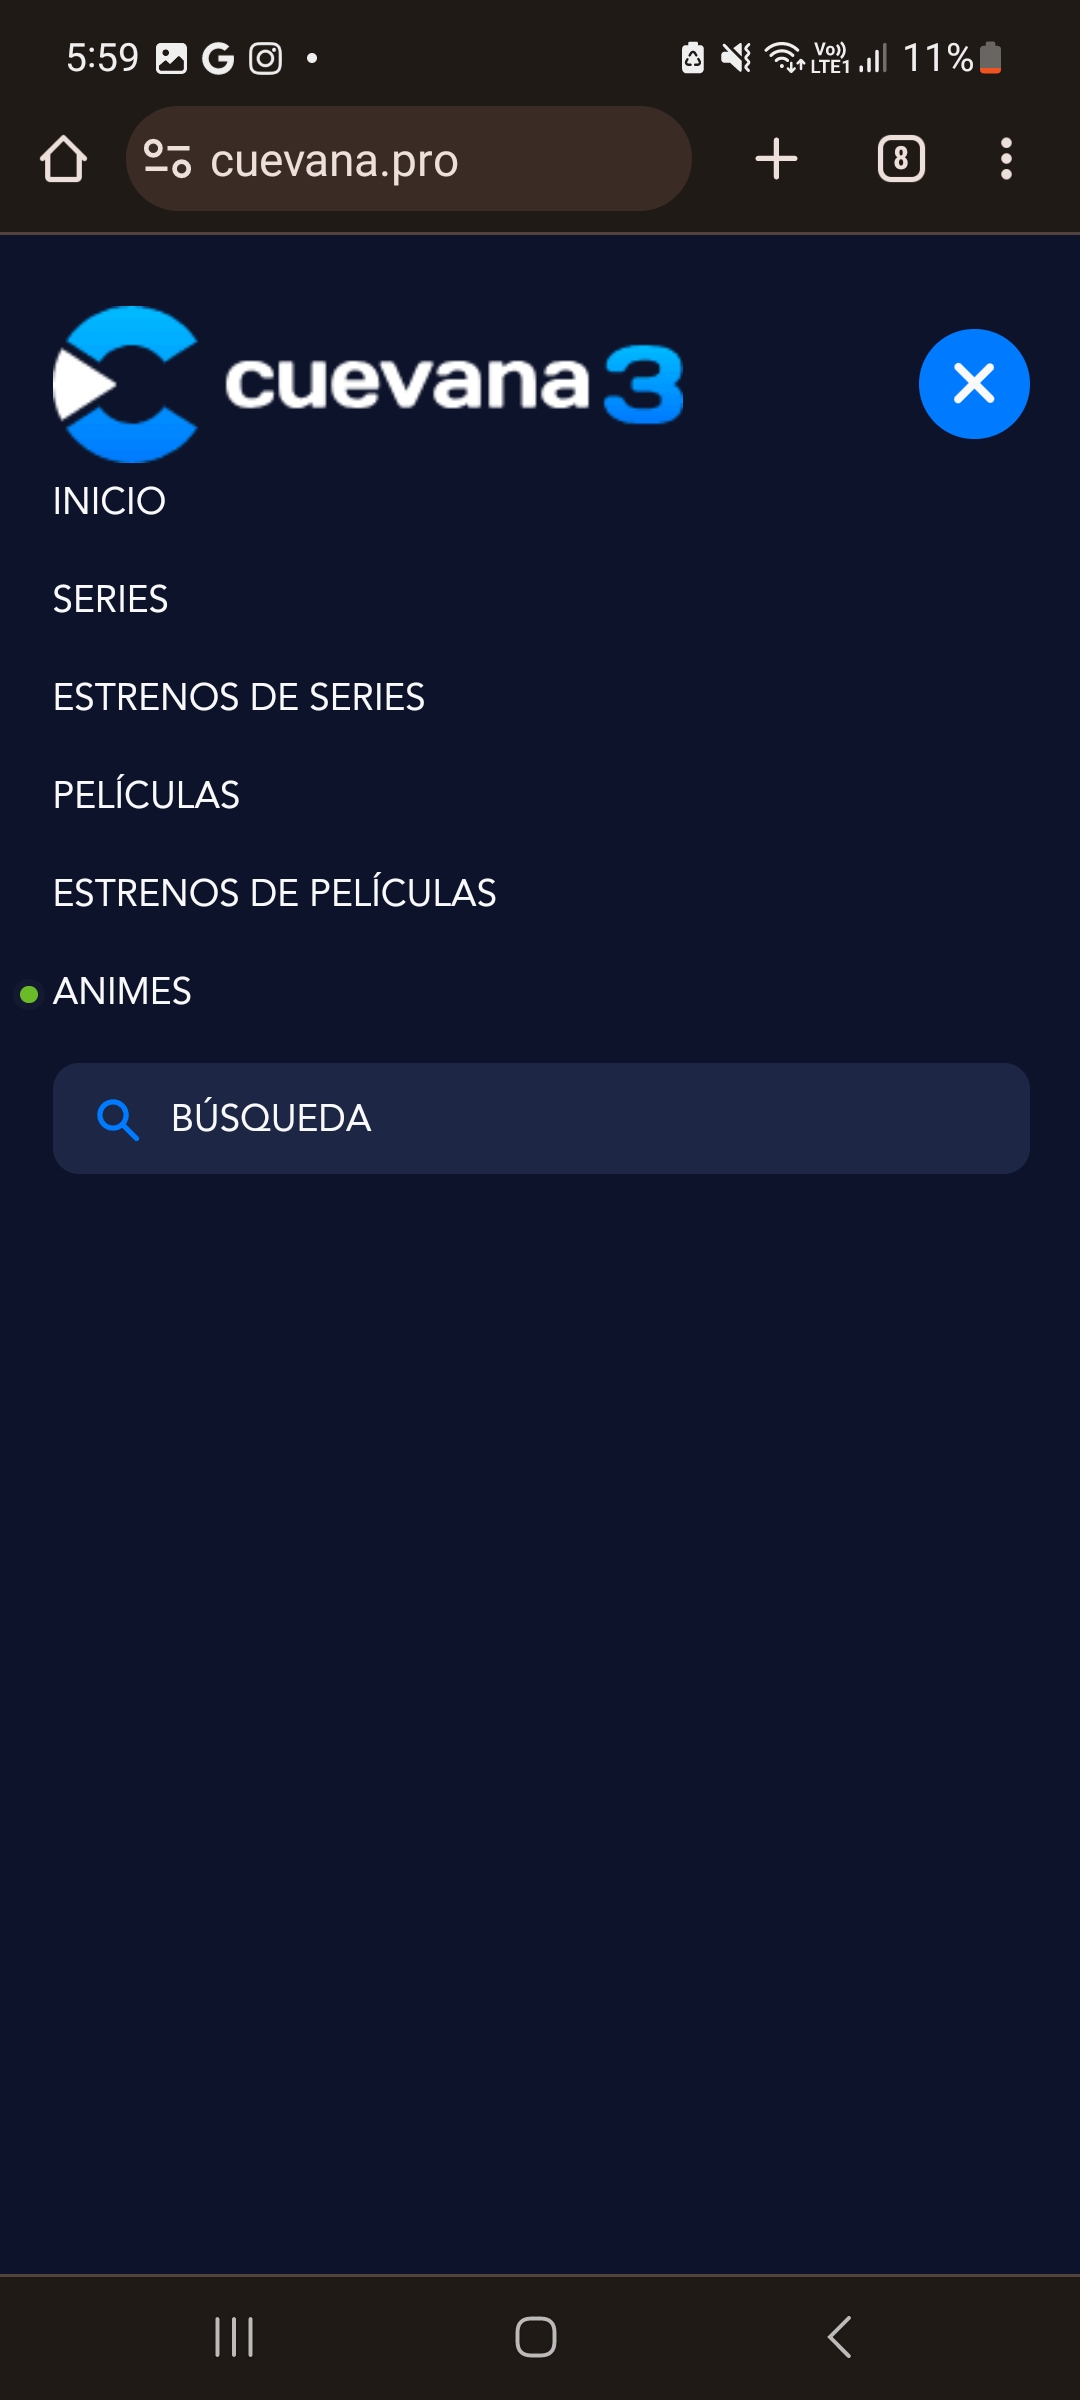 5:59
Vo)) LTE1 11%
cuevana.pro
8
cuevana 3
INICIO
SERIES
ESTRENOS DE SERIES
PELÍCULAS
ESTRENOS DE PELÍCULAS
ANIMES
BÚSQUEDA